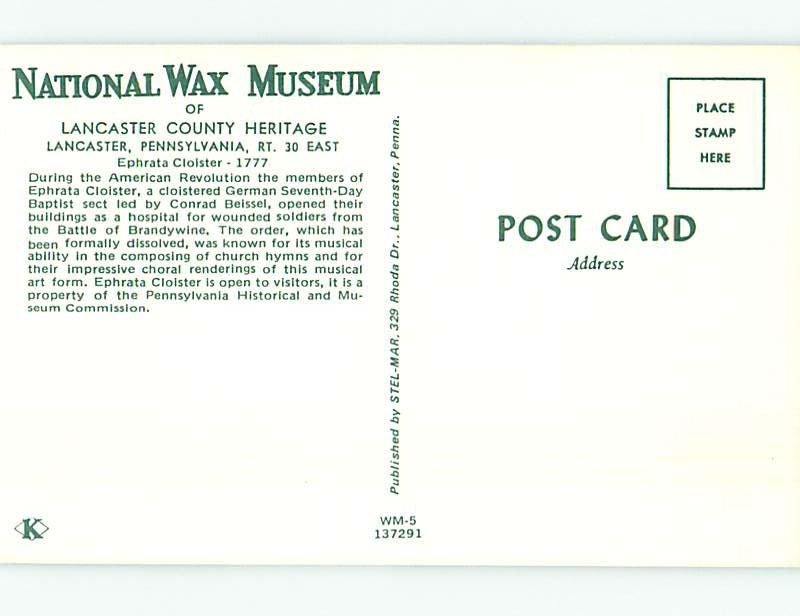 NATIONAL WAX MUSEUM
OF
LANCASTER COUNTY HERITAGE
LANCASTER, PENNSYLVANIA, RT. 30 EAST
Ephrata Cloister - 1777
During the American Revolution the members of
Ephrata Cloister, a cloistered German Seventh-Day
Baptist sect led by Conrad Beissel, opened their
buildings as a hospital for wounded soldiers from
the Battle of Brandywine. The order, which has
been formally dissolved, was known for its musical
ability in the composing of church hymns and for
their impressive choral renderings of this musical
art form. Ephrata Cloister is open to visitors, it is a
property of the Pennsylvania Historical and Mu-
seum Commission.
K
Published by STEL-MAR, 329 Rhoda Dr., Lancaster, Penna.
WM-5
137291
PLACE
STAMP
HERE
POST CARD
Address